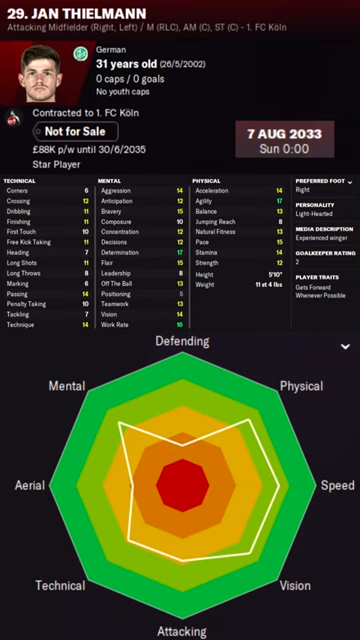 29. JAN THIELMANN
Attacking Midfielder (Right, Left) / M (RLC), AM (C), ST (C) - 1. FC Köln
German
31 years old (26/5/2002)
0 caps / 0 goals
No youth caps
Contracted to 1. FC Köln
Not for Sale
£88K p/w until 30/6/2035
Star Player
7 AUG 2033
Sun 0:00
TECHNICAL
Corners 6
Crossing 12
Dribbling 11
Finishing 11
First Touch 10
Free Kick Taking 11
Heading 7
Long Shots 11
Long Throws 8
Marking 6
Passing 14
Penalty Taking 10
Tackling 7
Technique 14
MENTAL
Aggression 14
Anticipation 12
Bravery 15
Composure 10
Concentration 12
Decisions 12
Determination 17
Flair 15
Leadership 8
Off The Ball 13
Positioning 5
Teamwork 13
Vision 14
Work Rate 16
PHYSICAL
Acceleration 14
Agility 17
Balance 13
Jumping Reach 8
Natural Fitness 13
Pace 15
Stamina 14
Strength 12
Height 5'10"
Weight 11 st 4 lbs
PREFERRED FOOT
Right
PERSONALITY
Light-Hearted
MEDIA DESCRIPTION
Experienced winger
GOALKEEPER RATING
2
PLAYER TRAITS
Gets Forward
Whenever Possible
Defending
Mental
Physical
Aerial
Speed
Technical
Vision
Attacking